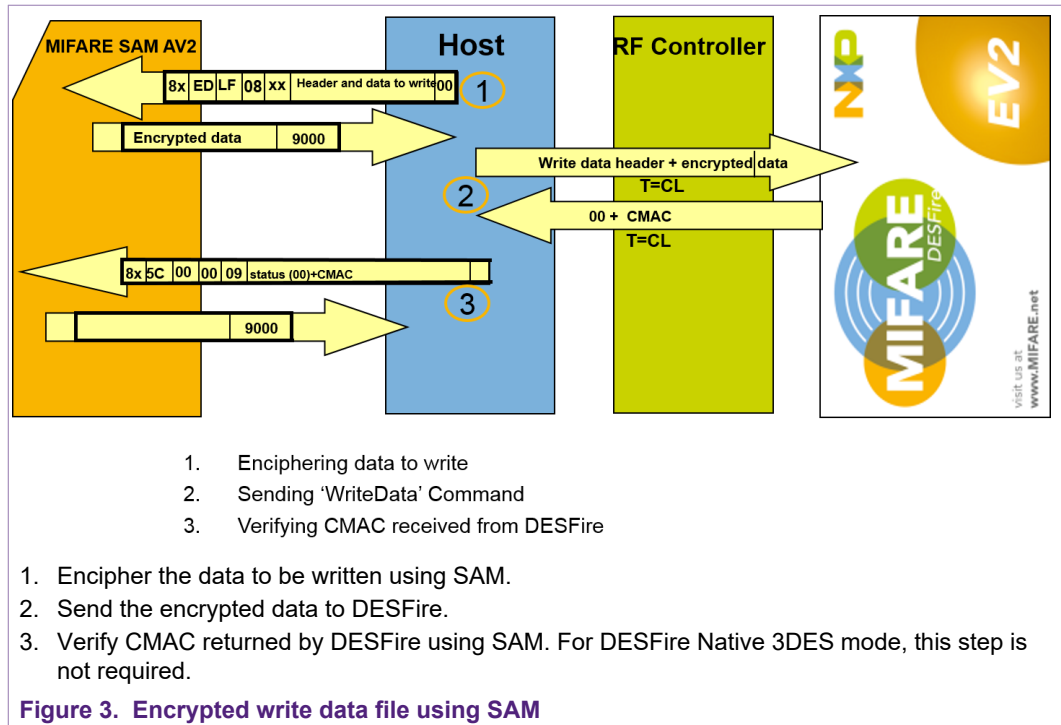 MIFARE SAM AV2
Host
RF Controller
8x ED LF 08 xx Header and data to write 00
1
Encrypted data 9000
Write data header + encrypted data
T=CL
2
00 + CMAC
T=CL
8x 5C 00 00 09 status (00)+CMAC
3
9000
NXP
EV2
MIFARE
DESFire
visit us at
www.MIFARE.net
1. Enciphering data to write
2. Sending ‘WriteData’ Command
3. Verifying CMAC received from DESFire
1. Encipher the data to be written using SAM.
2. Send the encrypted data to DESFire.
3. Verify CMAC returned by DESFire using SAM. For DESFire Native 3DES mode, this step is
not required.
Figure 3. Encrypted write data file using SAM